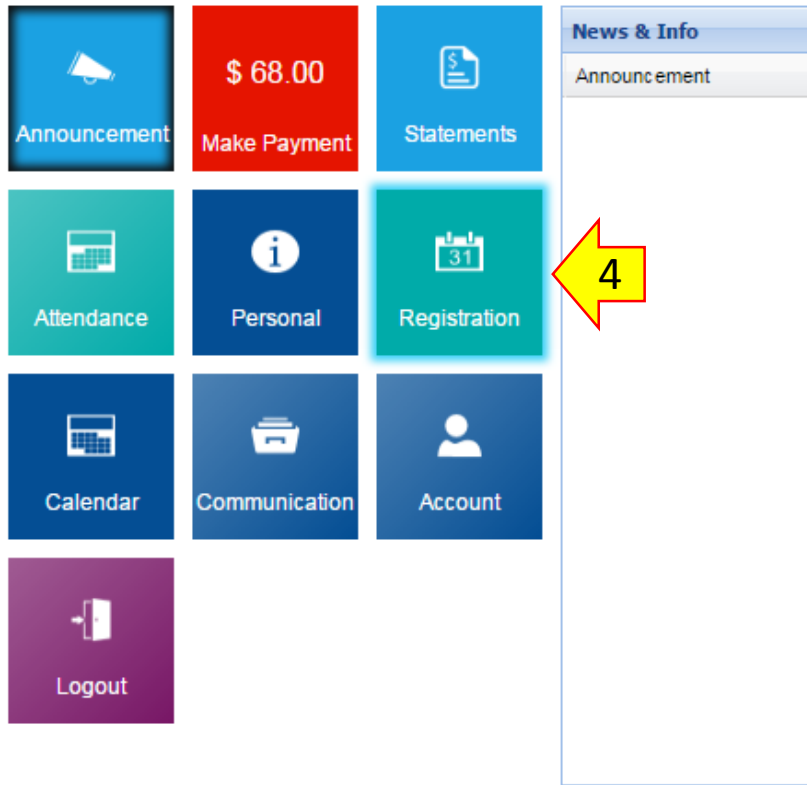 $ 68.00
Announcement
Make Payment
Statements
31
Attendance
Personal
Registration
4
Calendar
Communication
Account
Logout
News & Info
Announcement